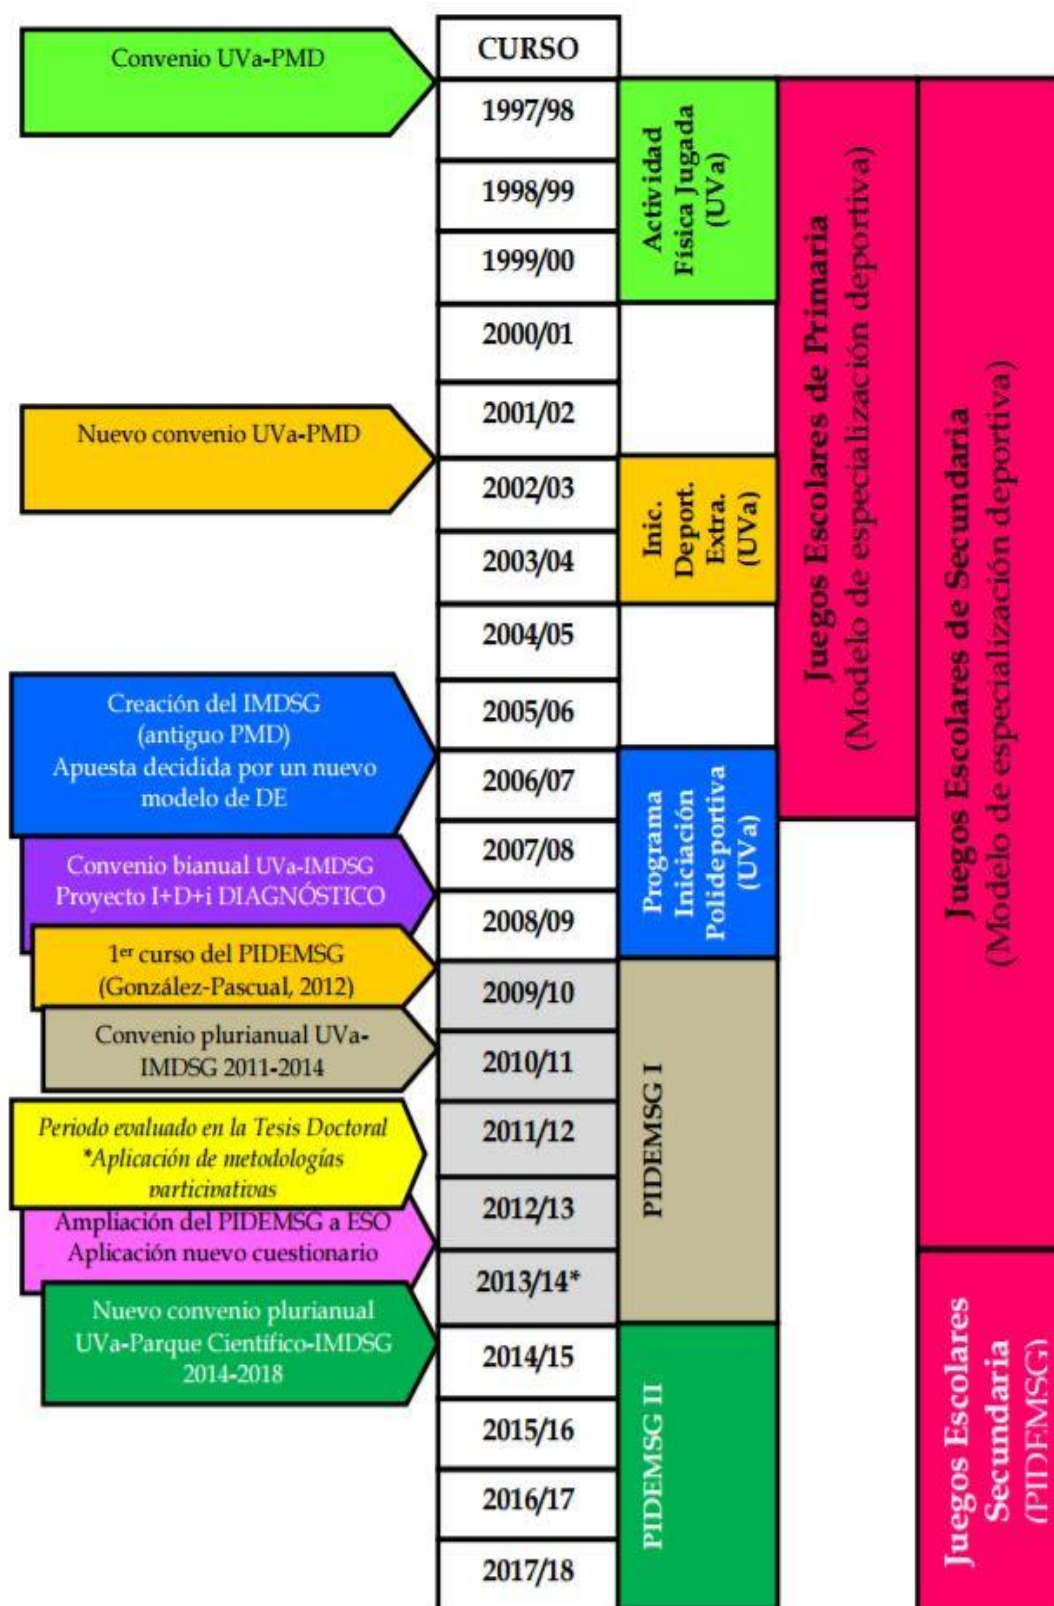 Convenio UVa-PMD
Nuevo convenio UVa-PMD
Creación del IMDSG
(antiguo PMD)
Apuesta decidida por un nuevo
modelo de DE
Convenio bianual UVa-IMDSG
Proyecto I+D+i DIAGNÓSTICO
1er curso del PIDEMSG
(González-Pascual, 2012)
Convenio plurianual UVa-
IMDSG 2011-2014
Periodo evaluado en la Tesis Doctoral
*Aplicación de metodologías
participativas
Ampliación del PIDEMSG a ESO
Aplicación nuevo cuestionario
Nuevo convenio plurianual
UVa-Parque Científico-IMDSG
2014-2018
CURSO
1997/98
1998/99
1999/00
2000/01
2001/02
2002/03
2003/04
2004/05
2005/06
2006/07
2007/08
2008/09
2009/10
2010/11
2011/12
2012/13
2013/14*
2014/15
2015/16
2016/17
2017/18
Actividad
Física Jugada
(UVa)
Inic.
Deport.
Extra.
(UVa)
Programa
Iniciación
Polideportiva
(UVa)
PIDEMSG I
PIDEMSG II
Juegos Escolares de Primaria
(Modelo de especialización deportiva)
Juegos Escolares de Secundaria
(Modelo de especialización deportiva)
Juegos Escolares
Secundaria
(PIDEMSG)